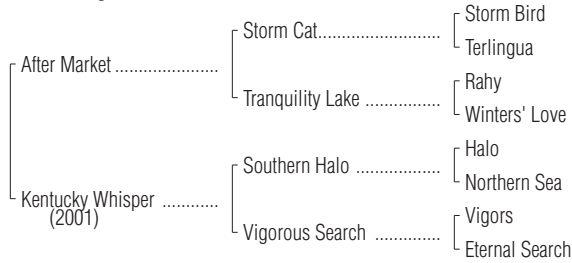 Storm Bird
Storm Cat..........................
Terlingua
After Market ......................
Rahy
Tranquility Lake ................
Winters' Love
Halo
Southern Halo ..................
Northern Sea
Kentucky Whisper ............
(2001)
Vigors
Vigorous Search ..............
Eternal Search